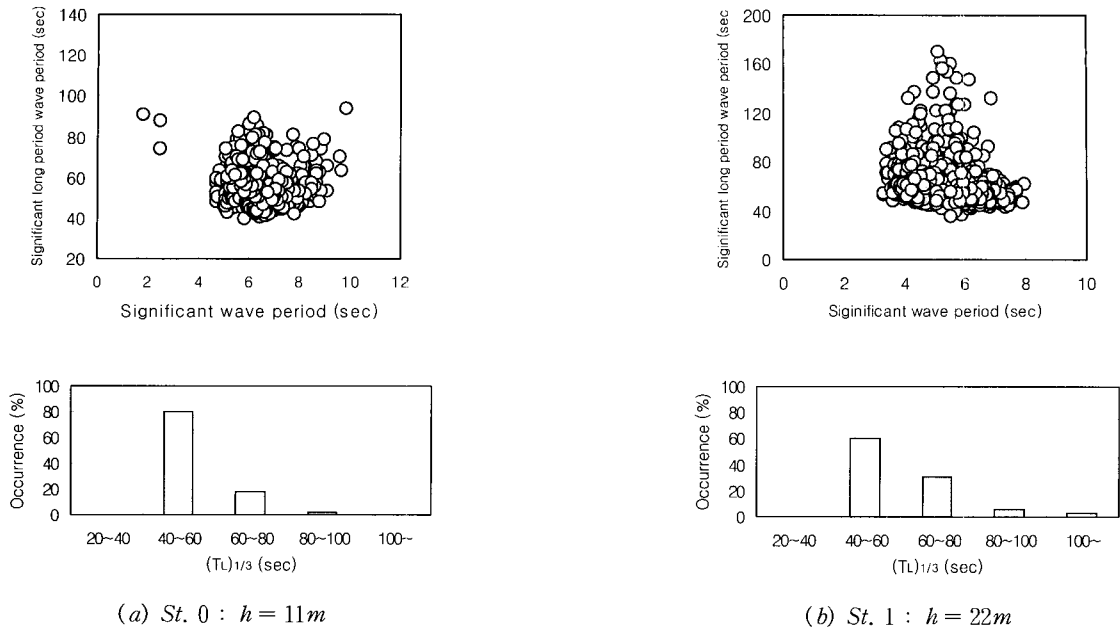 Significant long period wave period (sec)
140
120
100
80
60
40
20
0 2 4 6 8 10 12
Significant wave period (sec)
Occurrence (%)
100
80
60
40
20
0
20~40 40~60 60~80 80~100 100~
(TL)1/3 (sec)
(a) St. 0 : h = 11m
Siginificant long period wave period (sec
200
160
120
80
40
0
0 2 4 6 8 10
Siginificant wave period (sec)
Occurrence (%)
100
80
60
40
20
0
20~40 40~60 60~80 80~100 100~
(TL)1/3 (sec)
(b) St. 1 : h = 22m